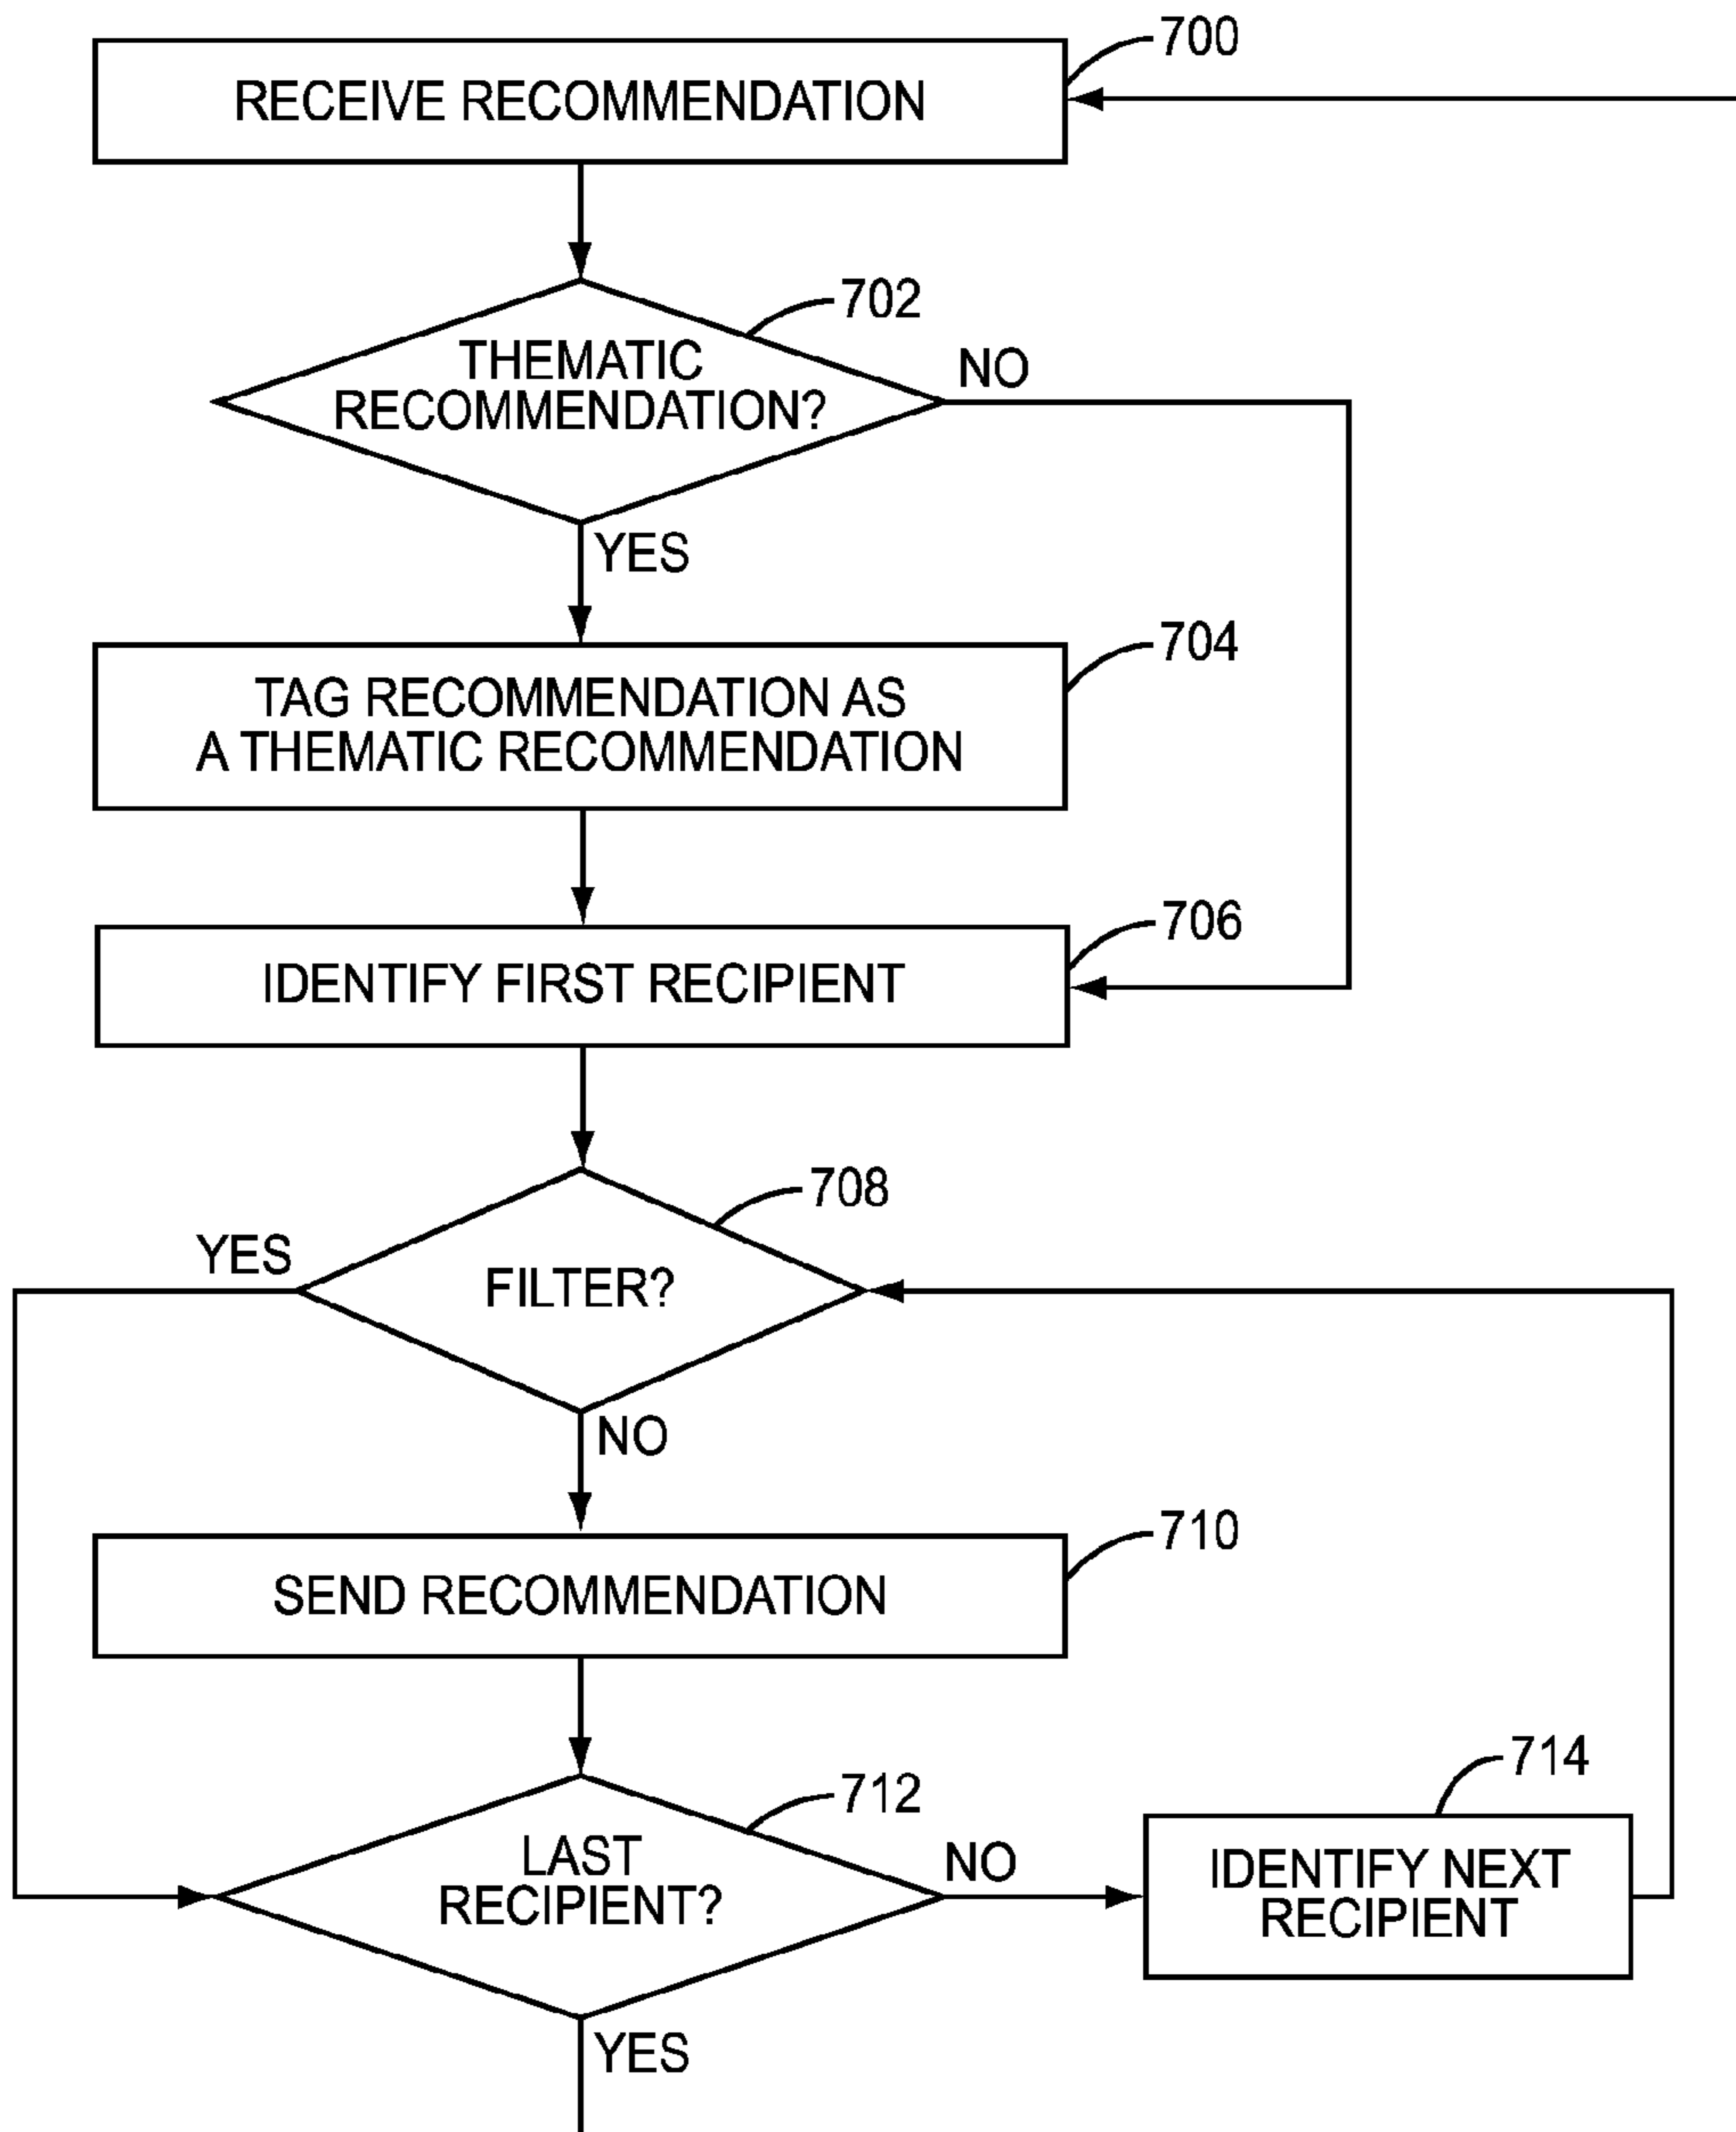 700
RECEIVE RECOMMENDATION
702
THEMATIC
RECOMMENDATION?
NO
YES
704
TAG RECOMMENDATION AS
A THEMATIC RECOMMENDATION
706
IDENTIFY FIRST RECIPIENT
708
YES
FILTER?
NO
710
SEND RECOMMENDATION
712
714
LAST
RECIPIENT?
NO
IDENTIFY NEXT
RECIPIENT
YES